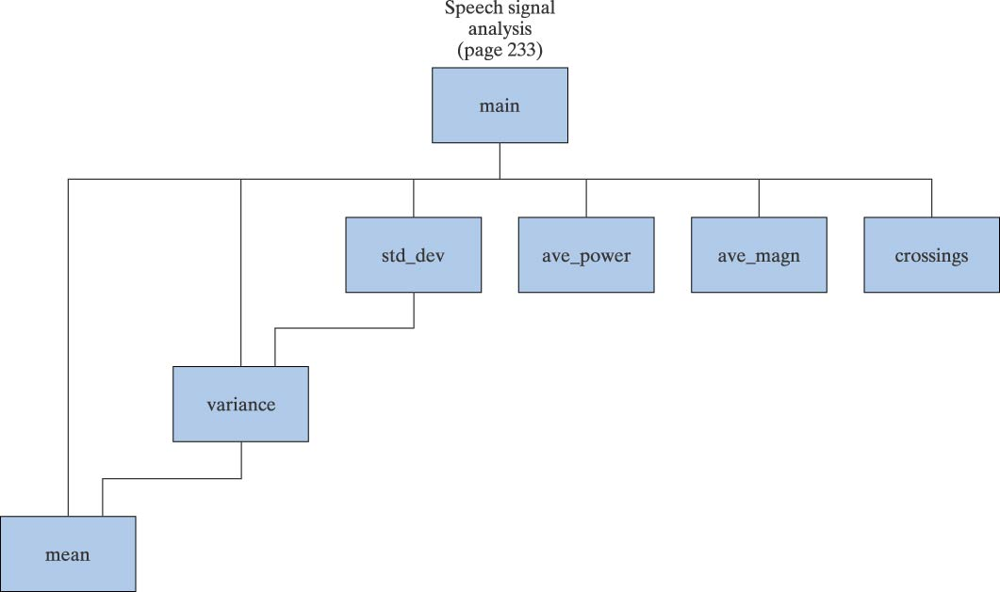 Speech signal
analysis
(page 233)
main
std_dev
ave_power
ave_magn
crossings
variance
mean